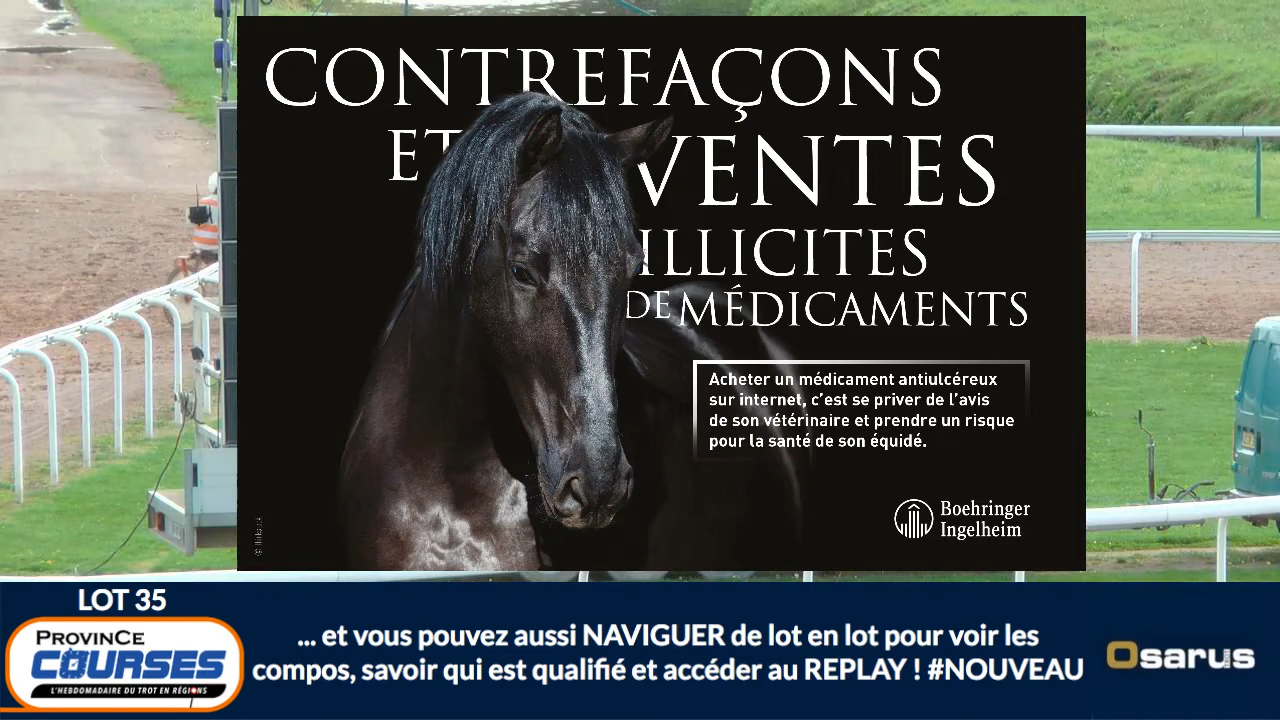 CONTREFAÇONS
ET VENTES
ILLICITES
DE MÉDICAMENTS
Acheter un médicament antiulcéreux
sur internet, c'est se priver de l'avis
de son vétérinaire et prendre un risque
pour la santé de son équidé.
Boehringer
Ingelheim
LOT 35
PROVINCE
COURSES
L'HEBDOMADAIRE DU TROT EN RÉGIONS
... et vous pouvez aussi NAVIGUER de lot en lot pour voir les
compos, savoir qui est qualifié et accéder au REPLAY ! #NOUVEAU
Osarus